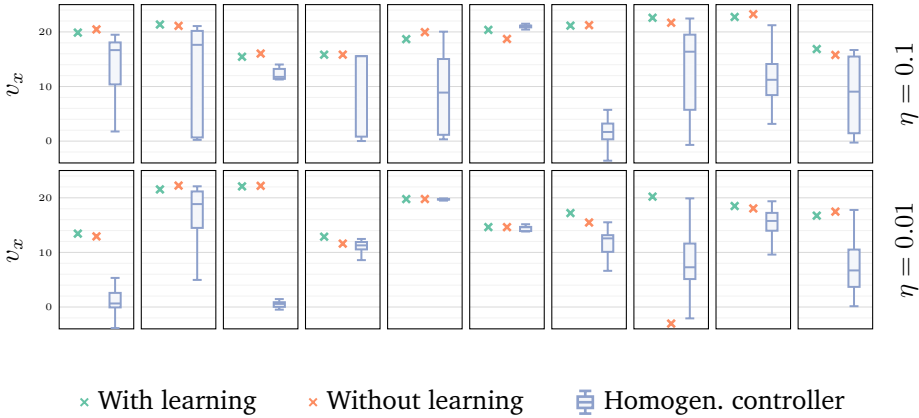 20
10
0
v_x
η = 0.1
20
10
0
v_x
η = 0.01
With learning Without learning Homogen. controller